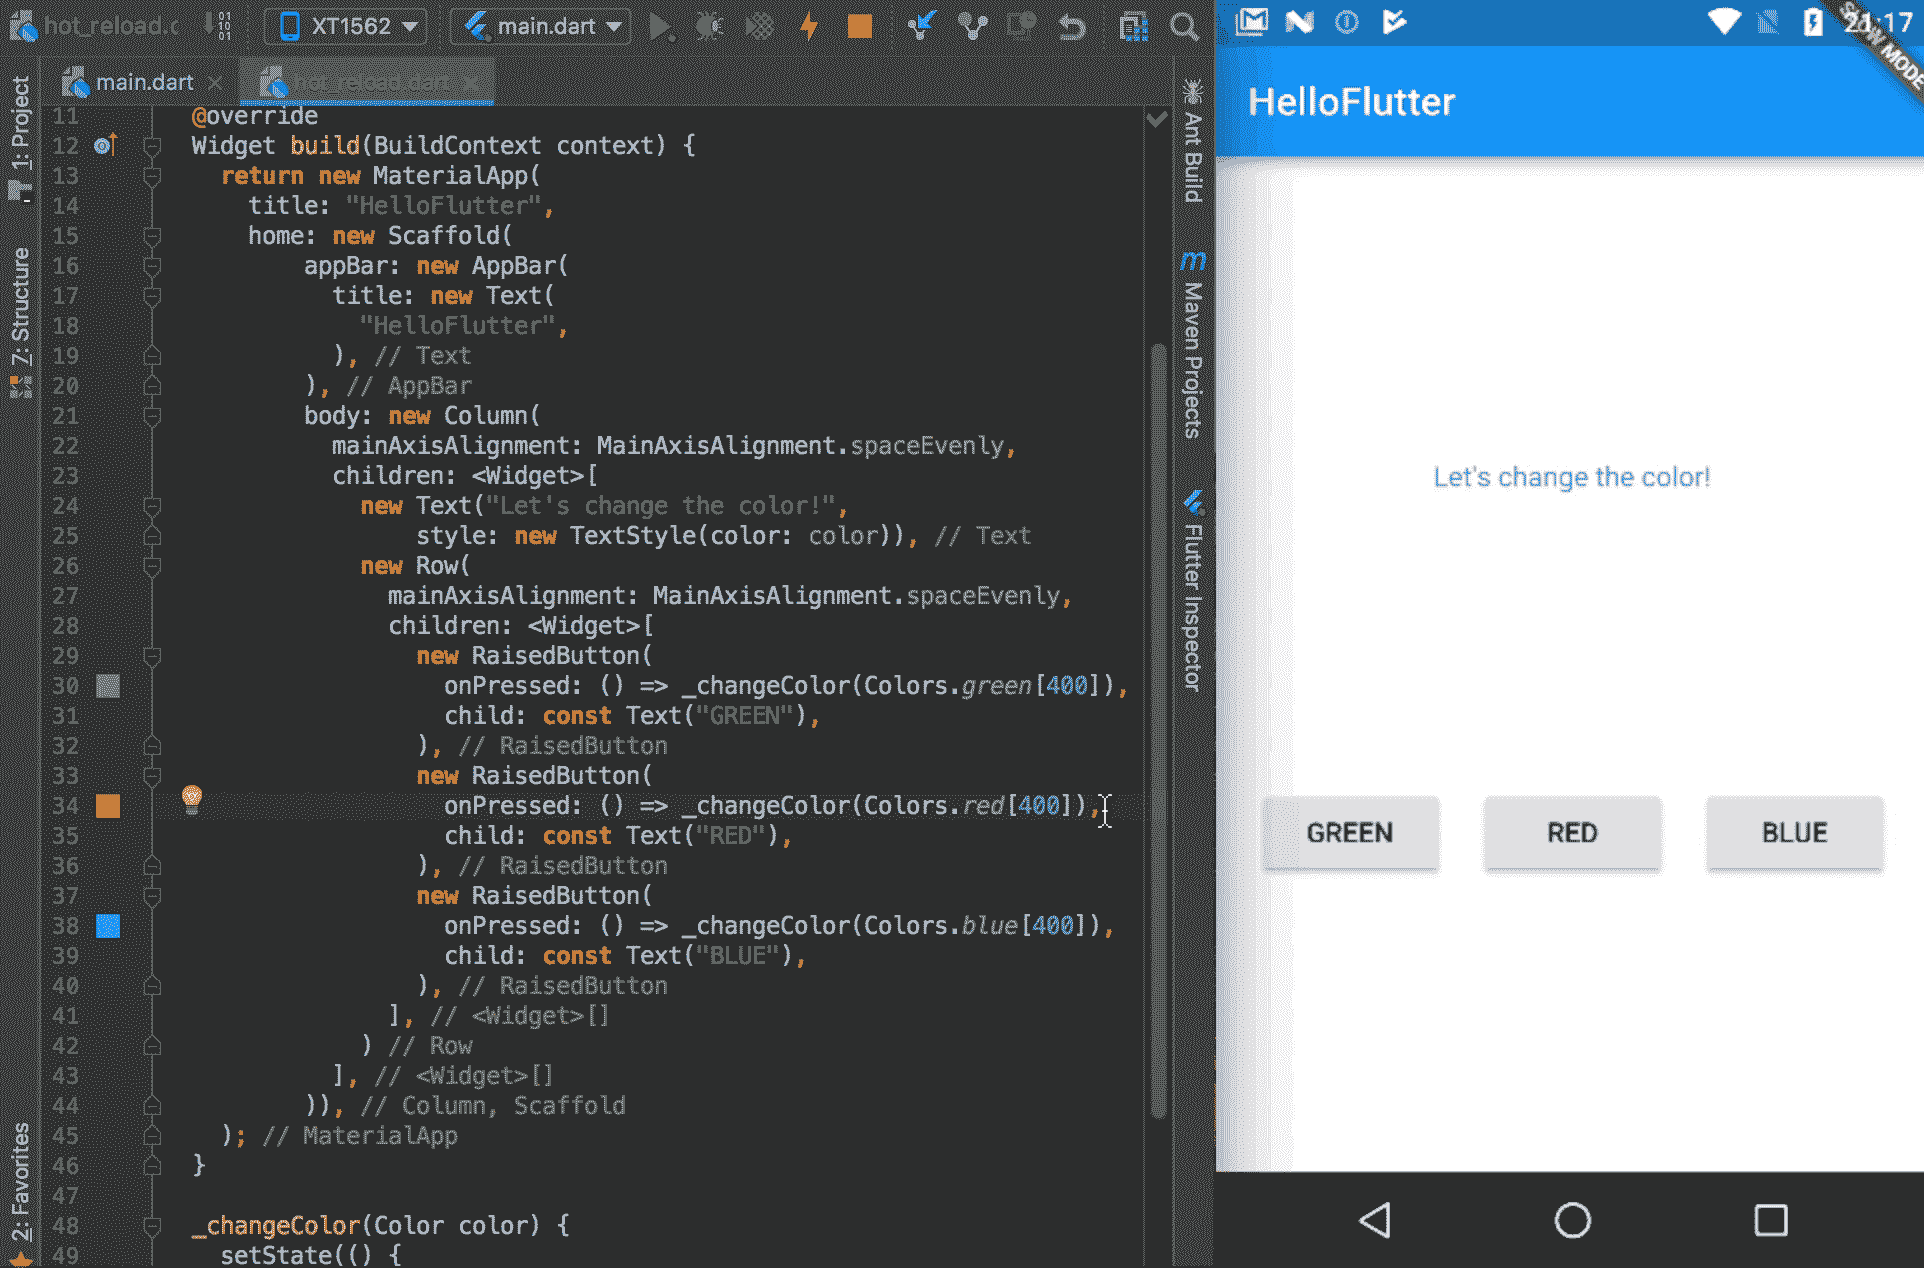 hot_reload.c
XT1562
main.dart
main.dart
hot_reload.dart
1: Project
7: Structure
2: Favorites
11 @override
12 Widget build(BuildContext context) {
13 return new MaterialApp(
14 title: "HelloFlutter",
15 home: new Scaffold(
16 appBar: new AppBar(
17 title: new Text(
18 "HelloFlutter",
19 ), // Text
20 ), // AppBar
21 body: new Column(
22 mainAxisAlignment: MainAxisAlignment.spaceEvenly,
23 children: <Widget>[
24 new Text("Let's change the color!",
25 style: new TextStyle(color: color)), // Text
26 new Row(
27 mainAxisAlignment: MainAxisAlignment.spaceEvenly,
28 children: <Widget>[
29 new RaisedButton(
30 onPressed: () => _changeColor(Colors.green[400]),
31 child: const Text("GREEN"),
32 ), // RaisedButton
33 new RaisedButton(
34 onPressed: () => _changeColor(Colors.red[400]),
35 child: const Text("RED"),
36 ), // RaisedButton
37 new RaisedButton(
38 onPressed: () => _changeColor(Colors.blue[400]),
39 child: const Text("BLUE"),
40 ), // RaisedButton
41 ], // <Widget>[]
42 ) // Row
43 ], // <Widget>[]
44 )), // Column, Scaffold
45 ); // MaterialApp
46 }
47
48 _changeColor(Color color) {
49 setState(() {
Ant Build
Maven Projects
Flutter Inspector
21:17
HelloFlutter
Let's change the color!
GREEN
RED
BLUE